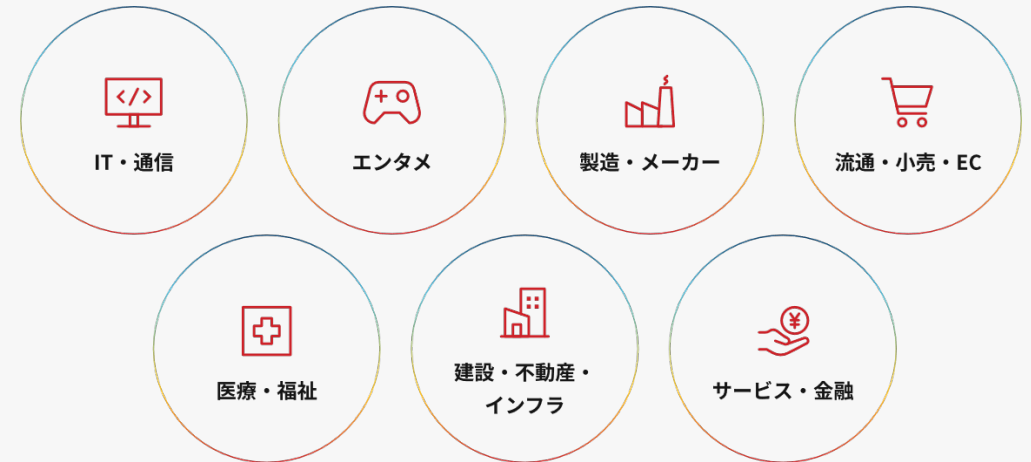 IT・通信
エンタメ
製造・メーカー
流通・小売・EC
医療・福祉
建設・不動産・
インフラ
サービス・金融